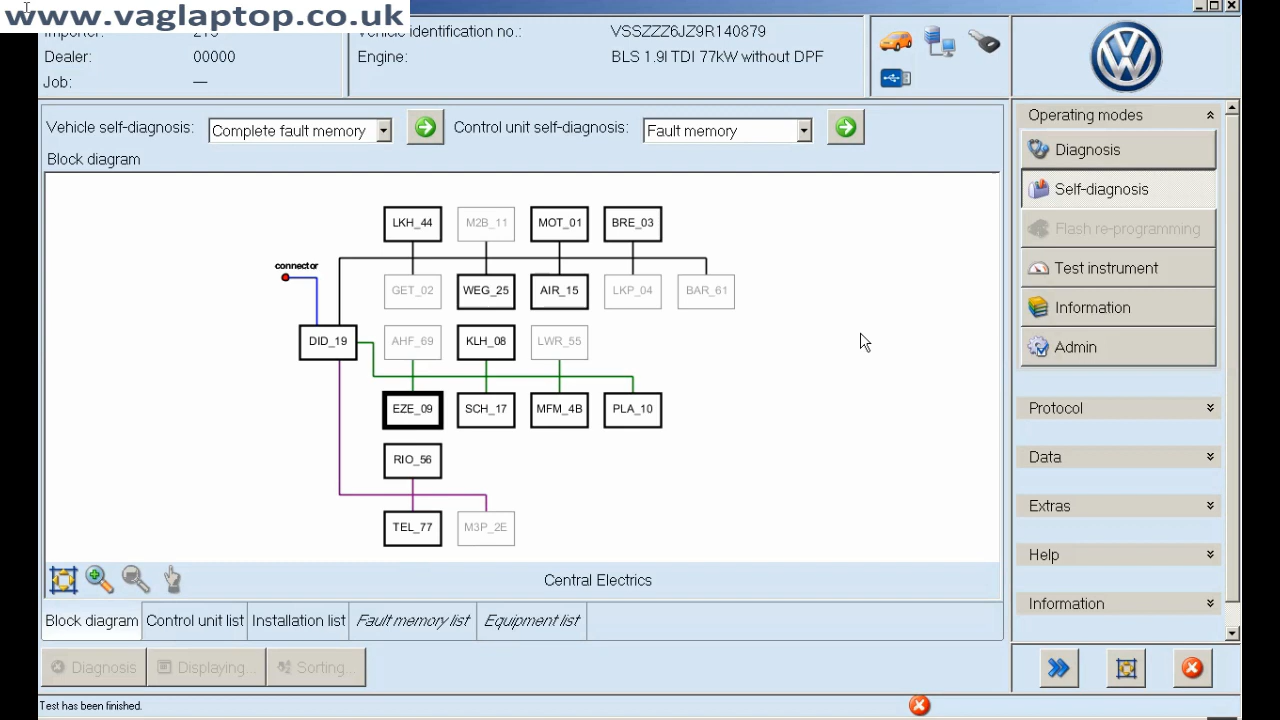 www.vaglaptop.co.uk
Dealer: 00000
Job: —
Vehicle identification no.: VSSZZZ6JZ9R140879
Engine: BLS 1.9l TDI 77kW without DPF
Vehicle self-diagnosis: Complete fault memory
Control unit self-diagnosis: Fault memory
Block diagram
LKH_44 M2B_11 MOT_01 BRE_03
connector
GET_02 WEG_25 AIR_15 LKP_04 BAR_61
DID_19 AHF_69 KLH_08 LWR_55
EZE_09 SCH_17 MFM_4B PLA_10
RIO_56
TEL_77 M3P_2E
Central Electrics
Block diagram Control unit list Installation list Fault memory list Equipment list
Diagnosis Displaying... Sorting...
Test has been finished.
Operating modes
Diagnosis
Self-diagnosis
Flash re-programming
Test instrument
Information
Admin
Protocol
Data
Extras
Help
Information